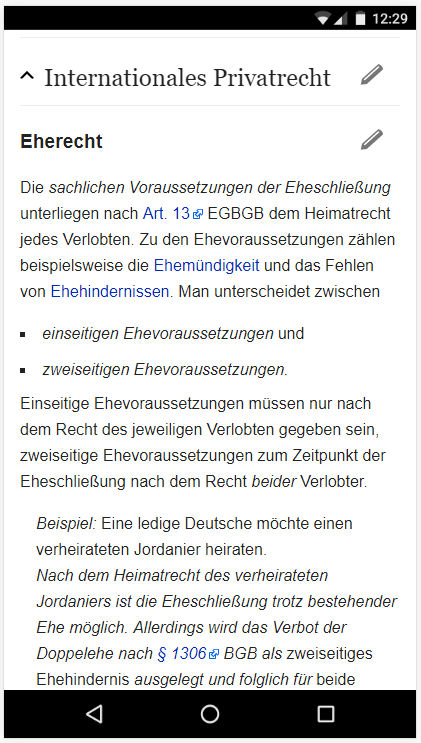 12:29
Internationales Privatrecht
Eherecht
Die sachlichen Voraussetzungen der Eheschließung
unterliegen nach Art. 13 EGBGB dem Heimatrecht
jedes Verlobten. Zu den Ehevoraussetzungen zählen
beispielsweise die Ehemündigkeit und das Fehlen
von Ehehindernissen. Man unterscheidet zwischen
▪ einseitigen Ehevoraussetzungen und
▪ zweiseitigen Ehevoraussetzungen.
Einseitige Ehevoraussetzungen müssen nur nach
dem Recht des jeweiligen Verlobten gegeben sein,
zweiseitige Ehevoraussetzungen zum Zeitpunkt der
Eheschließung nach dem Recht beider Verlobter.
Beispiel: Eine ledige Deutsche möchte einen
verheirateten Jordanier heiraten.
Nach dem Heimatrecht des verheirateten
Jordaniers ist die Eheschließung trotz bestehender
Ehe möglich. Allerdings wird das Verbot der
Doppelehe nach § 1306 BGB als zweiseitiges
Ehehindernis ausgelegt und folglich für beide